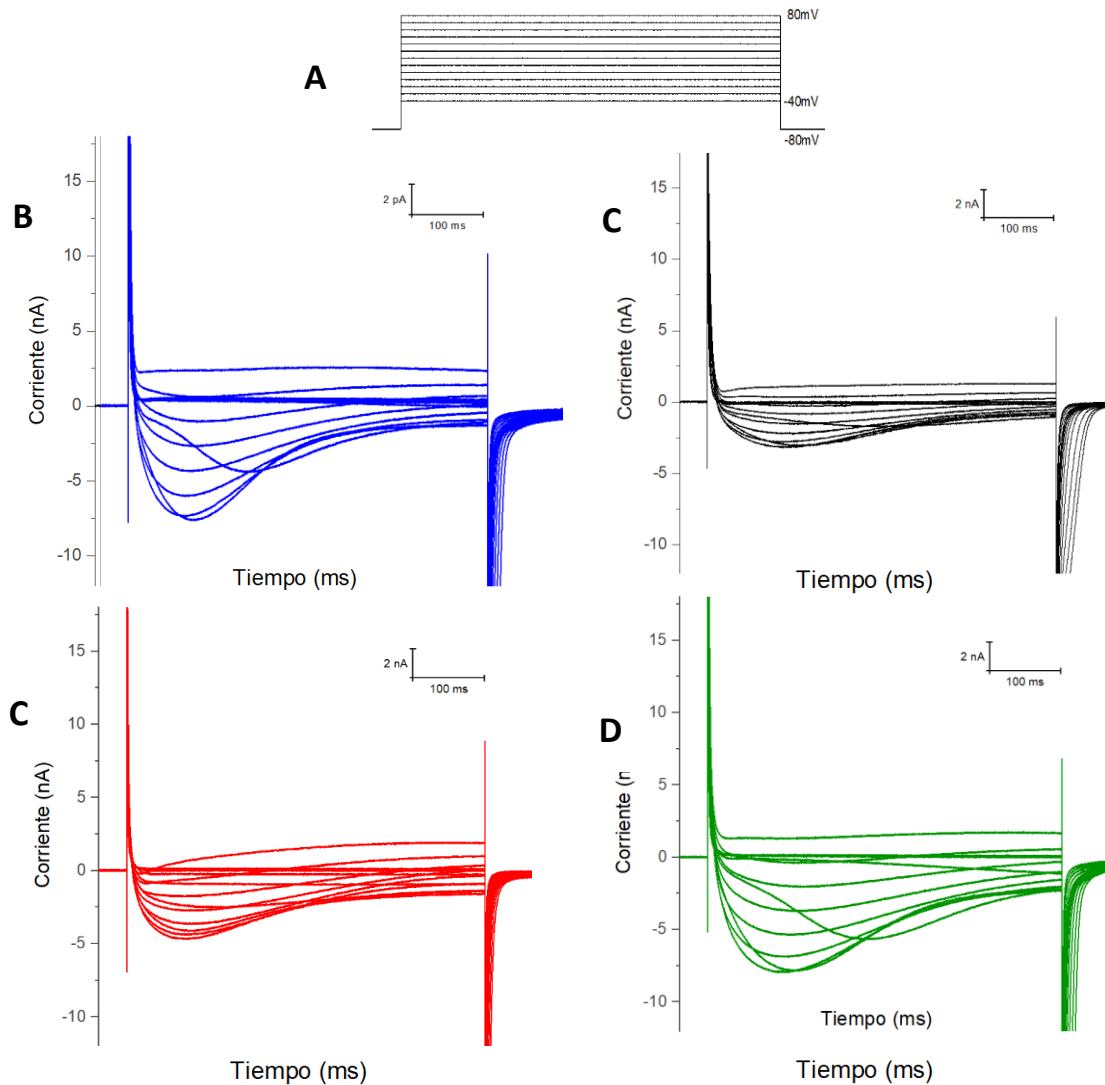 80mV
A
-40mV
-80mV
B
15
10
5
0
-5
-10
Corriente (nA)
2 pA
100 ms
Tiempo (ms)
C
15
10
5
0
-5
-10
Corriente (nA)
2 nA
100 ms
Tiempo (ms)
C
15
10
5
0
-5
-10
Corriente (nA)
2 nA
100 ms
Tiempo (ms)
D
15
10
5
0
-5
-10
Corriente (n
2 nA
100 ms
Tiempo (ms)
Tiempo (ms)